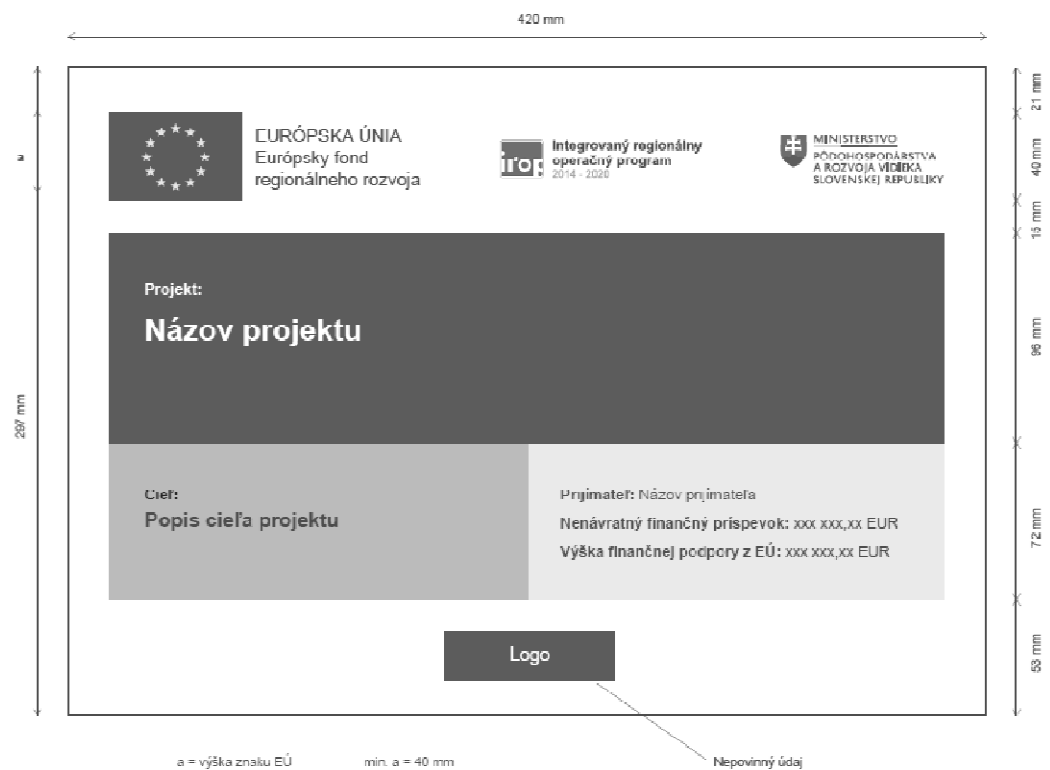 420 mm
21 mm
a
EURÓPSKA ÚNIA
Európsky fond
regionálneho rozvoja
irop
Integrovaný regionálny
operačný program
2014 - 2020
MINISTERSTVO
PÔDOHOSPODÁRSTVA
A ROZVOJA VIDIEKA
SLOVENSKEJ REPUBLIKY
40 mm
15 mm
Projekt:
Názov projektu
96 mm
297 mm
Cieľ:
Popis cieľa projektu
Prijímateľ: Názov prijímateľa
Nenávratný finančný príspevok: xxx xxx,xx EUR
Výška finančnej podpory z EÚ: xxx xxx,xx EUR
72 mm
Logo
53 mm
a = výška znaku EÚ
min. a = 40 mm
Nepovinný údaj